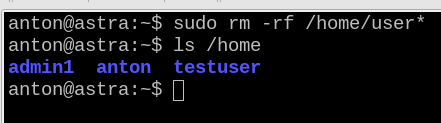 anton@astra:~$ sudo rm -rf /home/user*
anton@astra:~$ ls /home
admin1  anton  testuser
anton@astra:~$